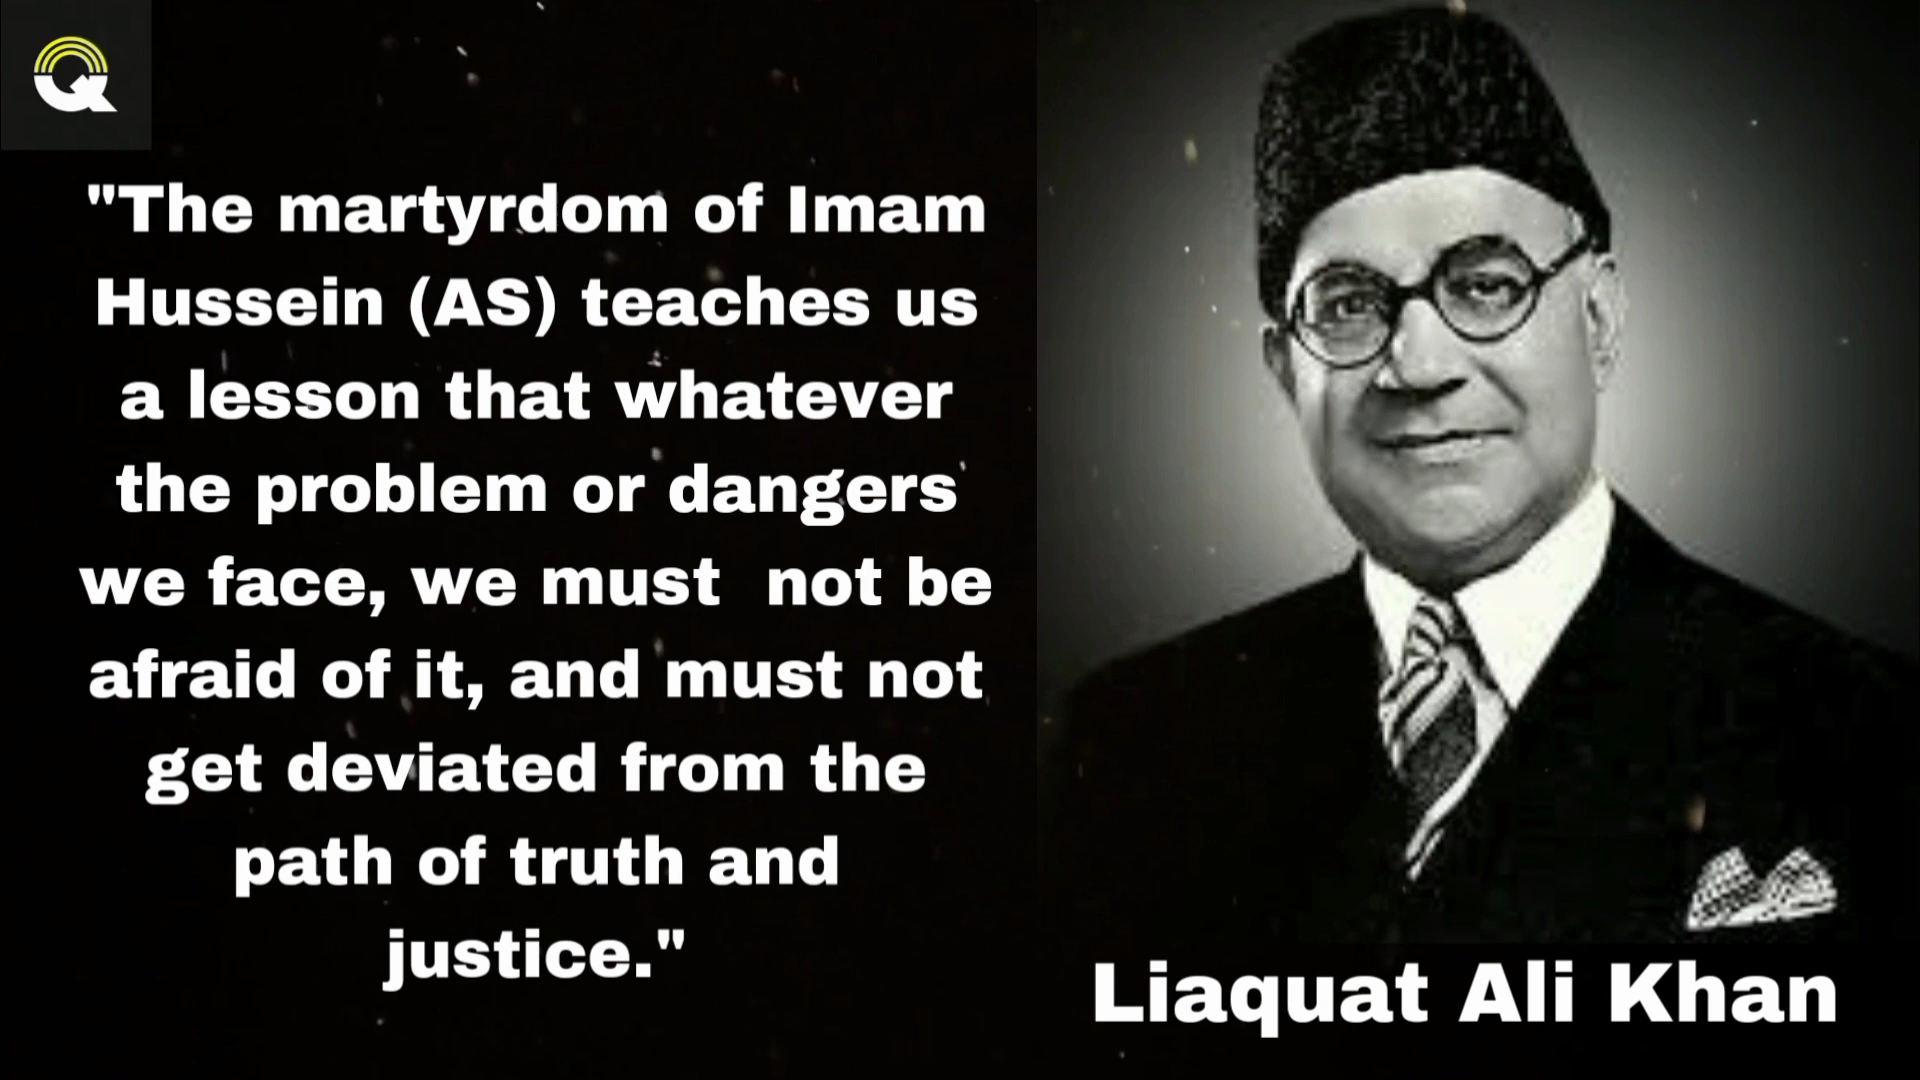 "The martyrdom of Imam
Hussein (AS) teaches us
a lesson that whatever
the problem or dangers
we face, we must  not be
afraid of it, and must not
get deviated from the
path of truth and
justice."
Liaquat Ali Khan